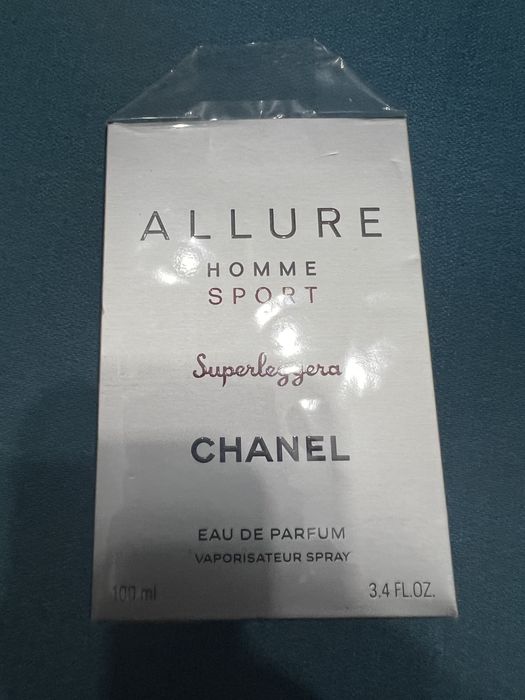 ALLURE
HOMME
SPORT
Superleggera
CHANEL
EAU DE PARFUM
VAPORISATEUR SPRAY
100 ml 3.4 FL.OZ.